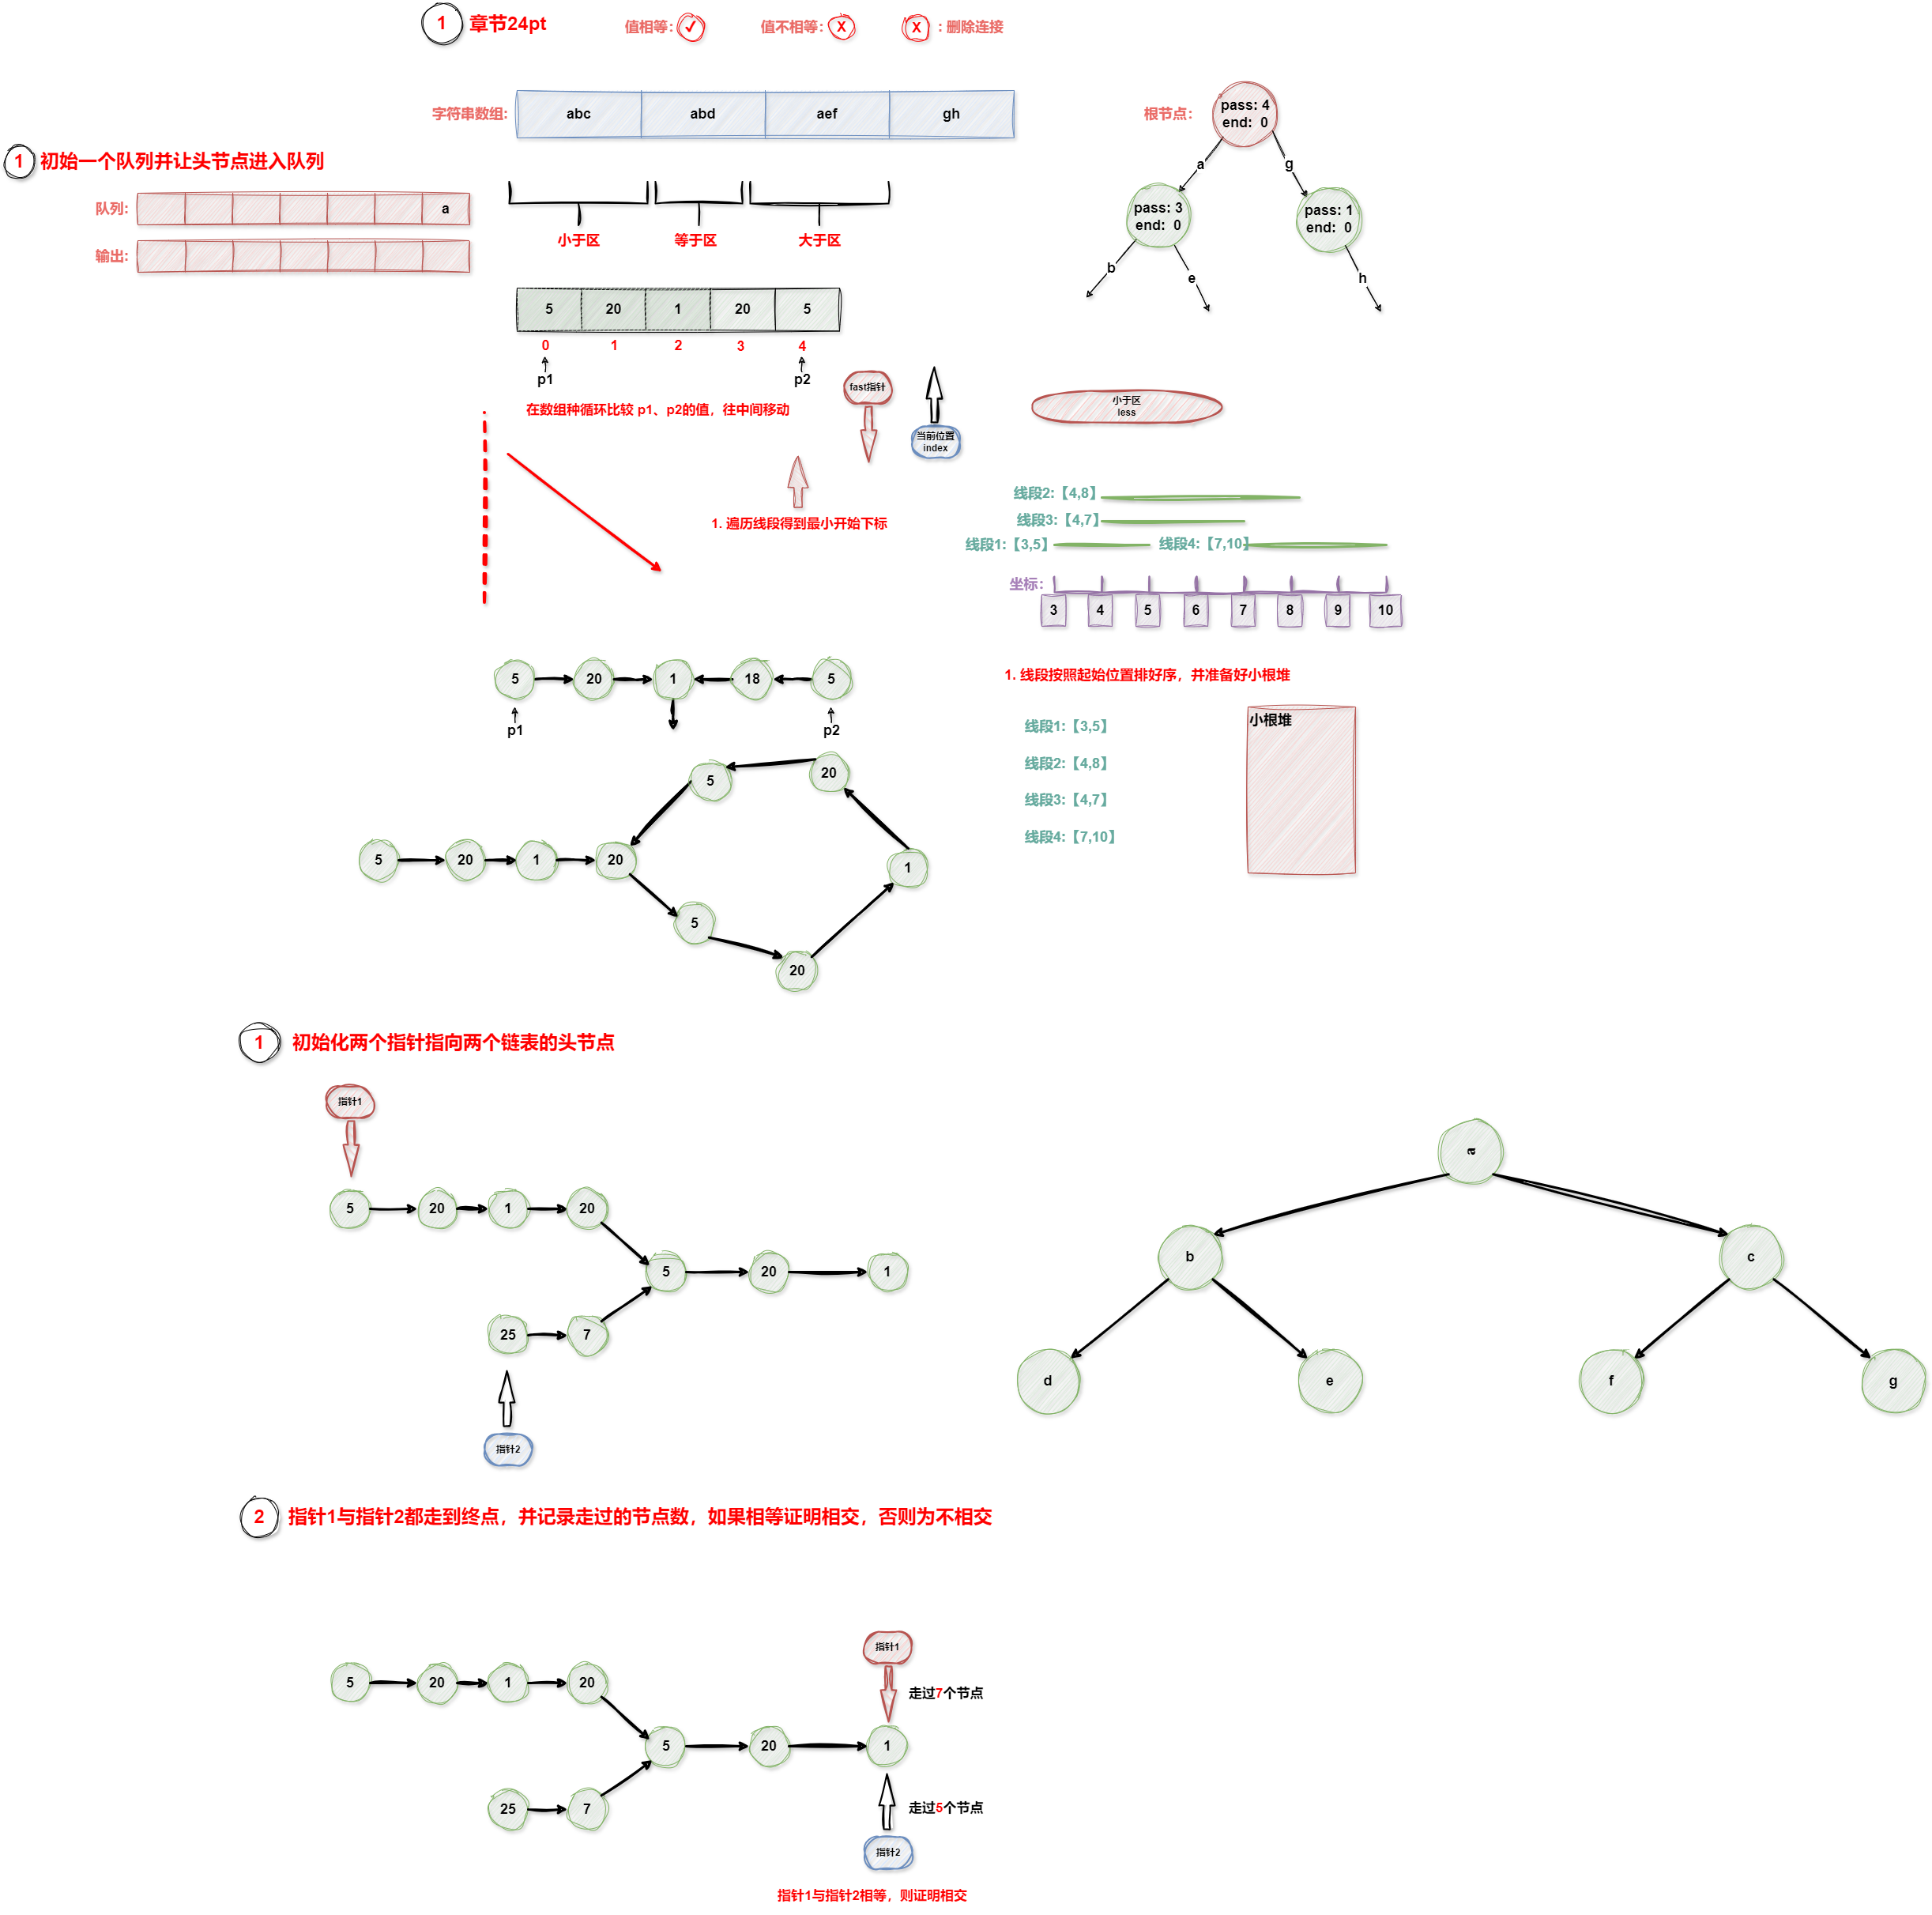 1 章节24pt
值相等: ✓ 值不相等: X X : 删除连接
字符串数组: abc abd aef gh
根节点:
pass: 4
end: 0
a g
pass: 3
end: 0
pass: 1
end: 0
b e h
1 初始一个队列并让头节点进入队列
队列: a
输出:
小于区 等于区 大于区
5 20 1 20 5
0 1 2 3 4
p1 p2
在数组种循环比较 p1、p2的值，往中间移动
fast指针
当前位置
index
小于区
less
1. 遍历线段得到最小开始下标
线段2:【4,8】
线段3:【4,7】
线段1:【3,5】 线段4:【7,10】
坐标:
3 4 5 6 7 8 9 10
5 20 1 18 5
p1 p2
1. 线段按照起始位置排好序，并准备好小根堆
线段1:【3,5】
线段2:【4,8】
线段3:【4,7】
线段4:【7,10】
小根堆
5 20
5 20 1 20 1
5
20
1 初始化两个指针指向两个链表的头节点
指针1
5 20 1 20
5 20 1
25 7
指针2
a
b c
d e f g
2 指针1与指针2都走到终点，并记录走过的节点数，如果相等证明相交，否则为不相交
指针1
走过7个节点
5 20 1 20
5 20 1
25 7
走过5个节点
指针2
指针1与指针2相等，则证明相交